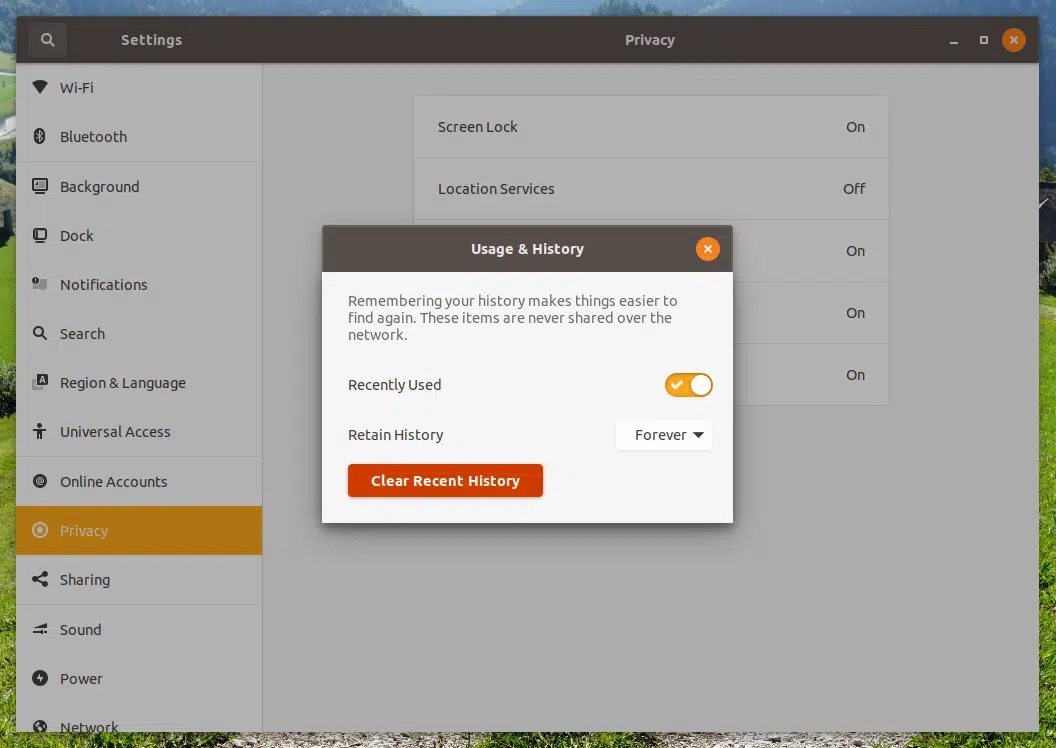 Settings
Privacy
Wi-Fi
Bluetooth
Background
Dock
Notifications
Search
Region & Language
Universal Access
Online Accounts
Privacy
Sharing
Sound
Power
Network
Screen Lock On
Location Services Off
On
On
On
Usage & History
Remembering your history makes things easier to
find again. These items are never shared over the
network.
Recently Used
Retain History Forever
Clear Recent History